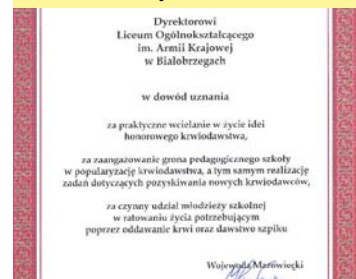 Dyrektorowi
Liceum Ogólnokształcącego
im. Armii Krajowej
w Białobrzegach
w dowód uznania
za praktyczne wcielanie w życie idei
honorowego krwiodawstwa,
za zaangażowanie grona pedagogicznego szkoły
w popularyzację krwiodawstwa, a tym samym realizację
zadań dotyczących pozyskiwania nowych krwiodawców,
za czynny udział młodzieży szkolnej
w ratowaniu życia potrzebującym
poprzez oddawanie krwi oraz dawstwo szpiku
Wojewoda Mazowiecki